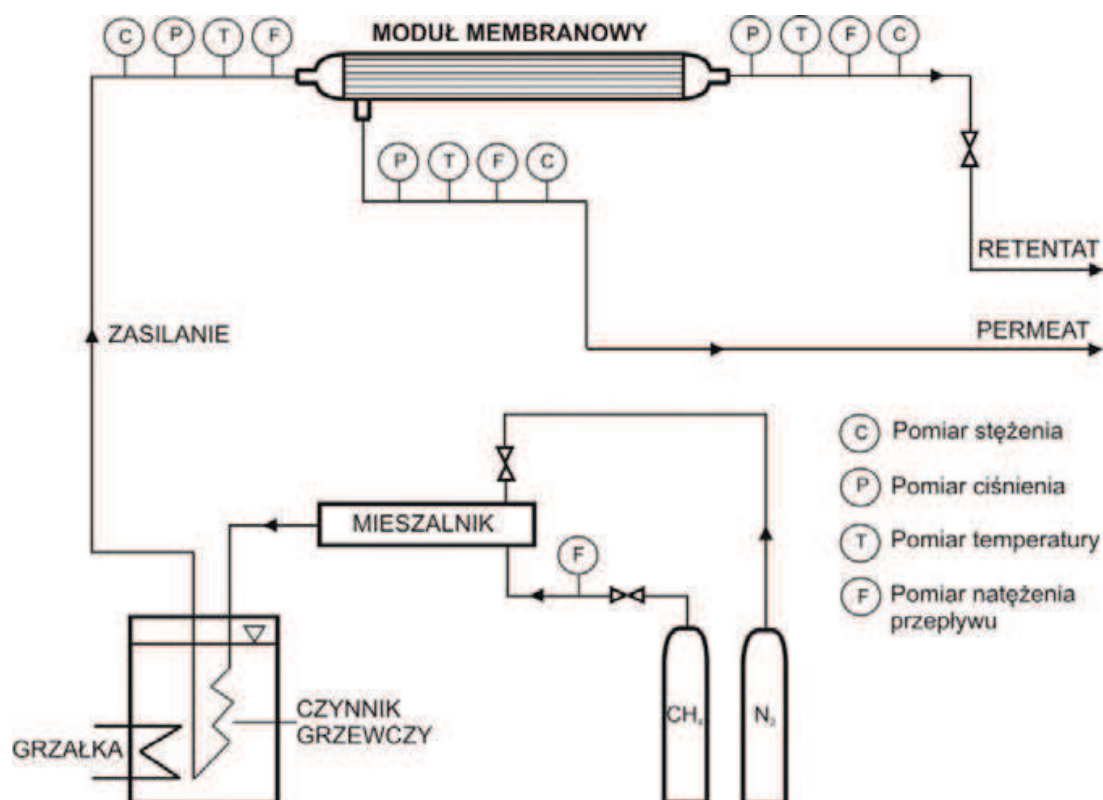 MODUŁ MEMBRANOWY
C P T F
P T F C
P T F C
RETENTAT
PERMEAT
ZASILANIE
C Pomiar stężenia
P Pomiar ciśnienia
T Pomiar temperatury
F Pomiar natężenia
przepływu
MIESZALNIK
F
CH₄ N₂
CZYNNIK
GRZEWCZY
GRZAŁKA